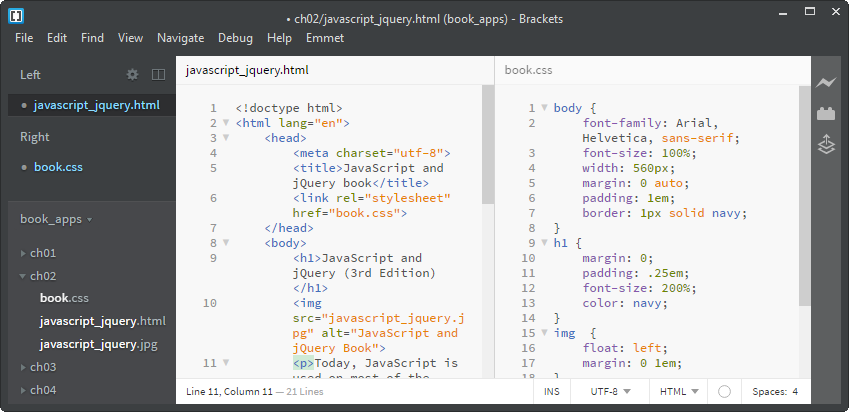 • ch02/javascript_jquery.html (book_apps) - Brackets
File Edit Find View Navigate Debug Help Emmet
Left
javascript_jquery.html
Right
book.css
book_apps
ch01
ch02
book.css
javascript_jquery.html
javascript_jquery.jpg
ch03
ch04
javascript_jquery.html
1 <!doctype html>
2 <html lang="en">
3 <head>
4 <meta charset="utf-8">
5 <title>JavaScript and
jQuery book</title>
6 <link rel="stylesheet"
href="book.css">
7 </head>
8 <body>
9 <h1>JavaScript and
jQuery (3rd Edition)
</h1>
10 <img
src="javascript_jquery.j
pg" alt="JavaScript and
jQuery Book">
11 <p>Today, JavaScript is
used on most of the
book.css
1 body {
2 font-family: Arial,
Helvetica, sans-serif;
3 font-size: 100%;
4 width: 560px;
5 margin: 0 auto;
6 padding: 1em;
7 border: 1px solid navy;
8 }
9 h1 {
10 margin: 0;
11 padding: .25em;
12 font-size: 200%;
13 color: navy;
14 }
15 img {
16 float: left;
17 margin: 0 1em;
18 }
Line 11, Column 11 — 21 Lines
INS UTF-8 HTML Spaces: 4